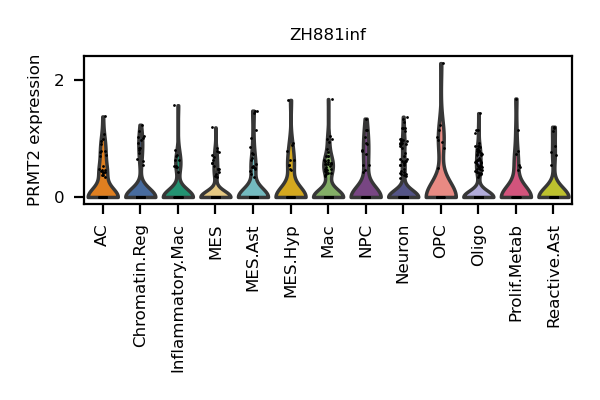 ZH881inf
PRMT2 expression
2
0
AC
Chromatin.Reg
Inflammatory.Mac
MES
MES.Ast
MES.Hyp
Mac
NPC
Neuron
OPC
Oligo
Prolif.Metab
Reactive.Ast